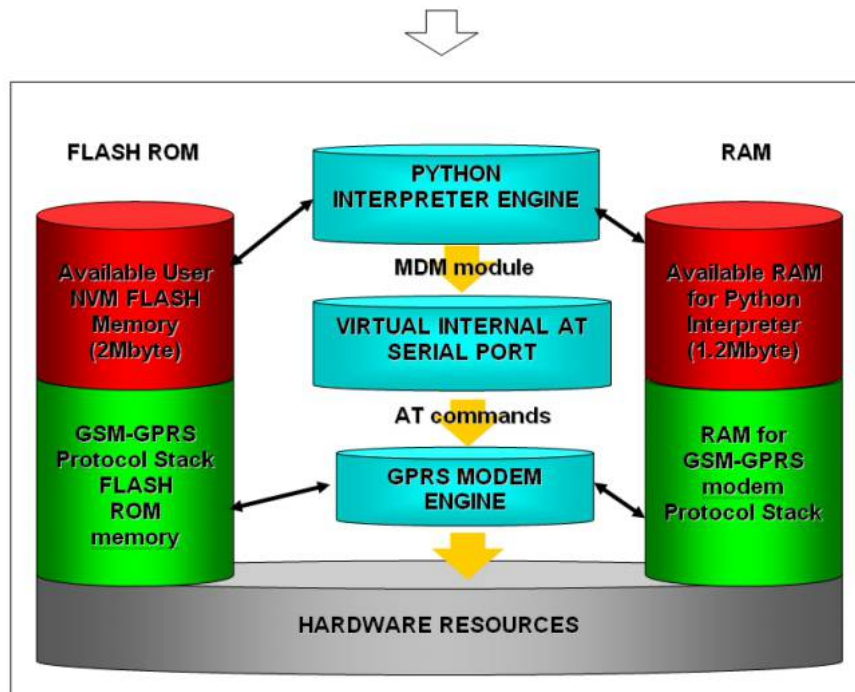 FLASH ROM
Available User
NVM FLASH
Memory
(2Mbyte)
GSM-GPRS
Protocol Stack
FLASH
ROM
memory
PYTHON
INTERPRETER ENGINE
MDM module
VIRTUAL INTERNAL AT
SERIAL PORT
AT commands
GPRS MODEM
ENGINE
RAM
Available RAM
for Python
Interpreter
(1.2Mbyte)
RAM for
GSM-GPRS
modem
Protocol Stack
HARDWARE RESOURCES